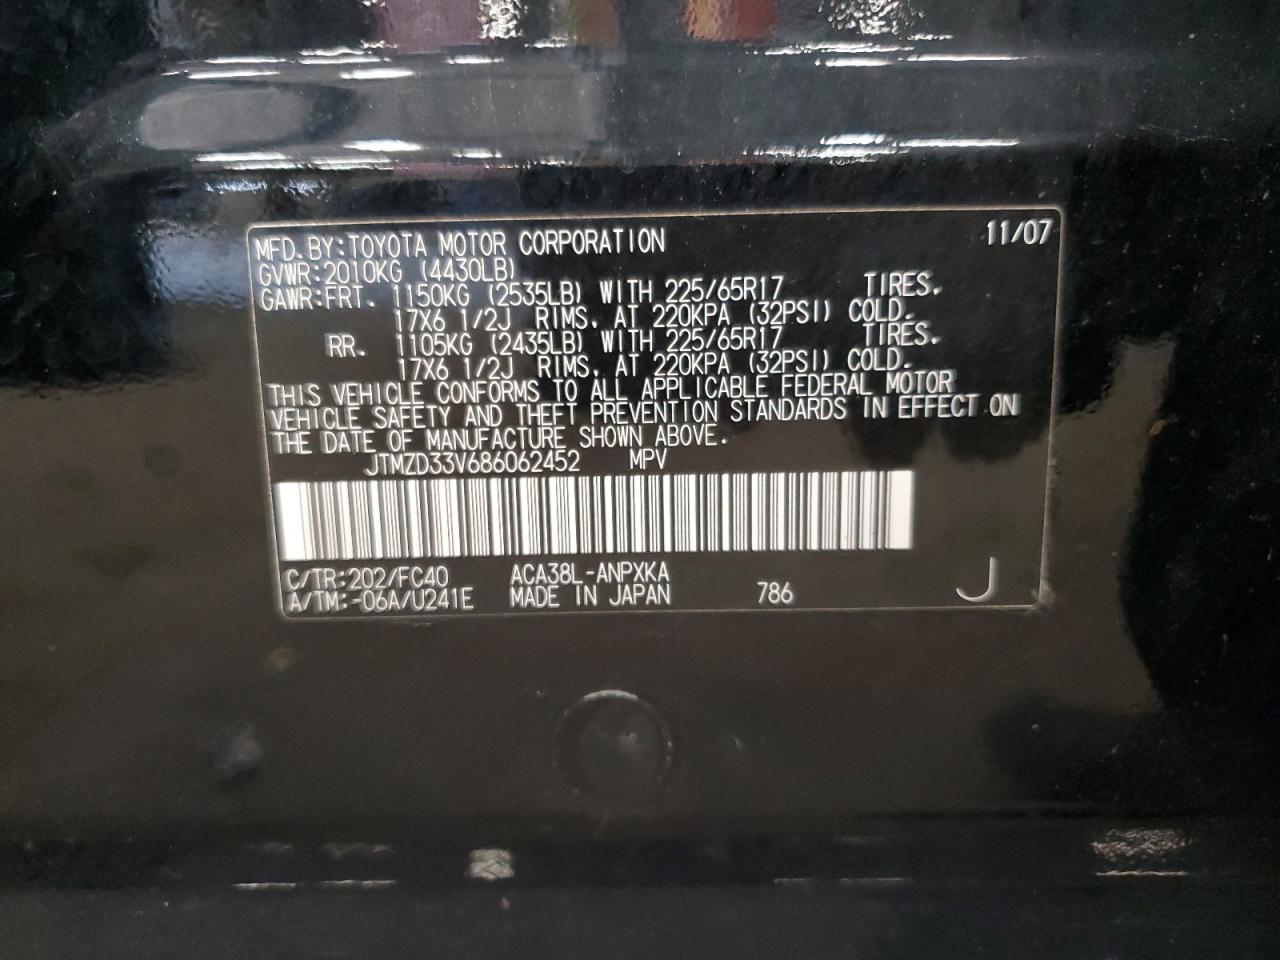 MFD. BY: TOYOTA MOTOR CORPORATION 11/07
GVWR: 2010KG (4430LB)
GAWR: FRT. 1150KG (2535LB) WITH 225/65R17 TIRES.
17X6 1/2J RIMS. AT 220KPA (32PSI) COLD.
RR. 1105KG (2435LB) WITH 225/65R17 TIRES.
17X6 1/2J RIMS. AT 220KPA (32PSI) COLD.
THIS VEHICLE CONFORMS TO ALL APPLICABLE FEDERAL MOTOR
VEHICLE SAFETY AND THEFT PREVENTION STANDARDS IN EFFECT ON
THE DATE OF MANUFACTURE SHOWN ABOVE.
JTMZD33V686062452 MPV
C/TR: 202/FC40 ACA38L-ANPXKA
A/TM: -06A/U241E MADE IN JAPAN 786 J